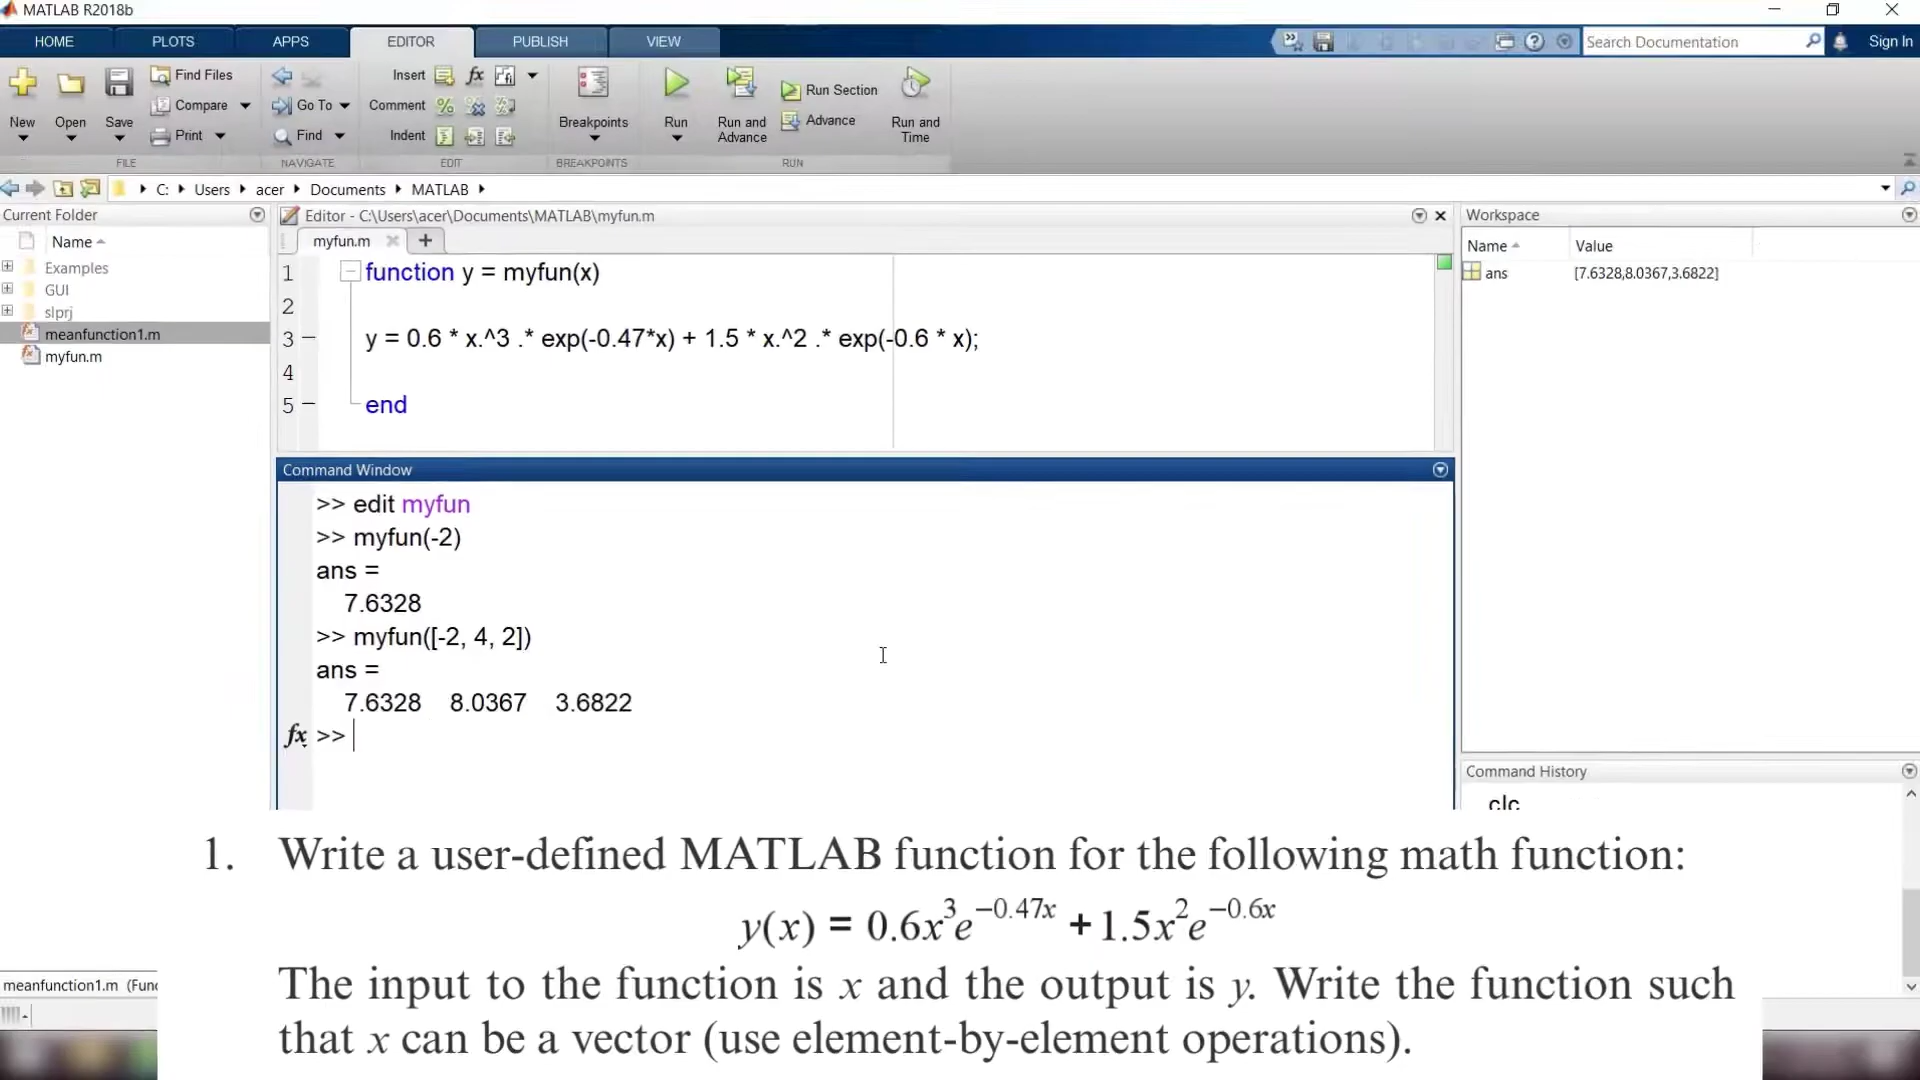 MATLAB R2018b
HOME PLOTS APPS EDITOR PUBLISH VIEW Search Documentation Sign In
New Open Save Find Files Compare Print Go To Find Insert Comment Indent fx Breakpoints Run Run and Advance Run Section Advance Run and Time
FILE NAVIGATE EDIT BREAKPOINTS RUN
C: Users acer Documents MATLAB
Current Folder
Name
Examples
GUI
slprj
meanfunction1.m
myfun.m
Editor - C:\Users\acer\Documents\MATLAB\myfun.m
myfun.m
1 function y = myfun(x)
2
3 y = 0.6 * x.^3 .* exp(-0.47*x) + 1.5 * x.^2 .* exp(-0.6 * x);
4
5 end
Command Window
>> edit myfun
>> myfun(-2)
ans =
7.6328
>> myfun([-2, 4, 2])
ans =
7.6328 8.0367 3.6822
fx >>
Workspace
Name Value
ans [7.6328,8.0367,3.6822]
Command History
clc
meanfunction1.m (Func
1. Write a user-defined MATLAB function for the following math function:
y(x) = 0.6x³e^−0.47x + 1.5x²e^−0.6x
The input to the function is x and the output is y. Write the function such
that x can be a vector (use element-by-element operations).